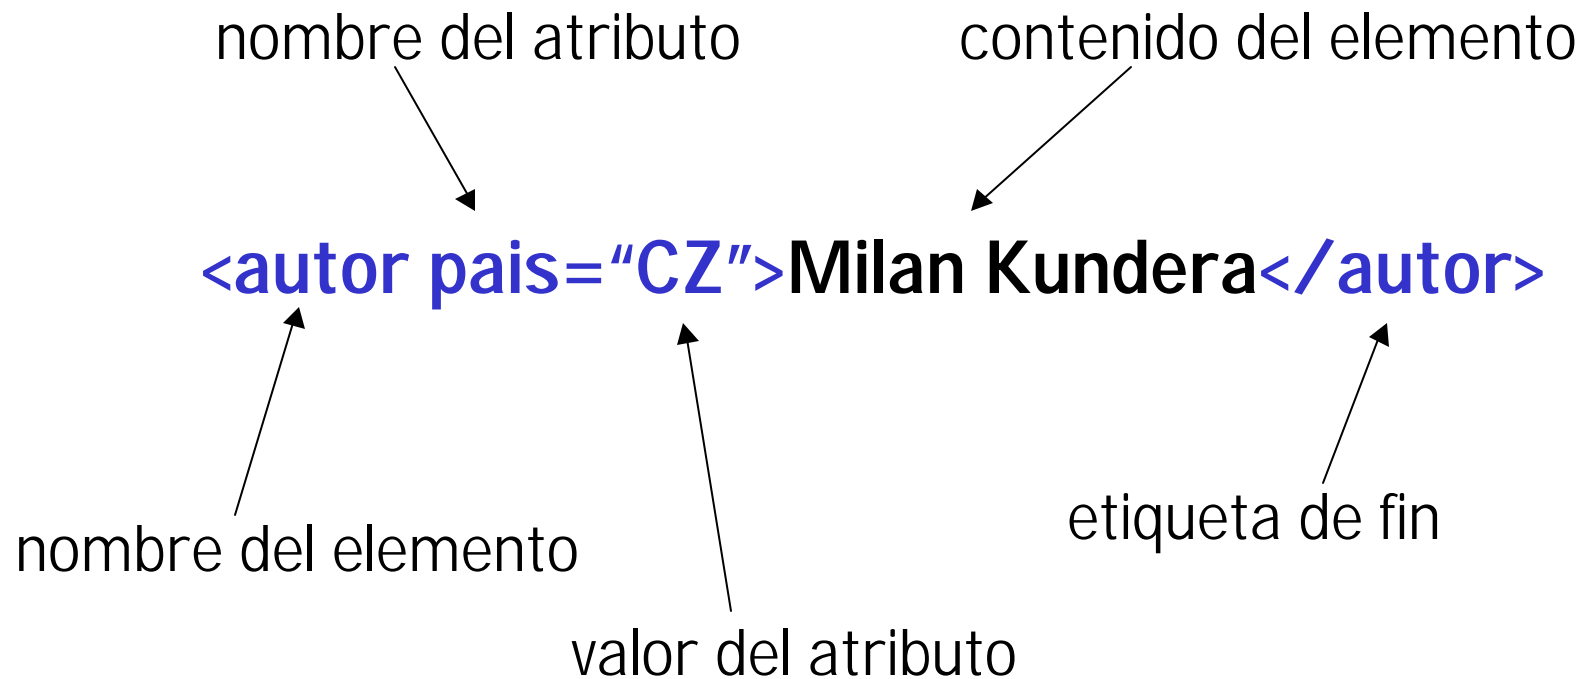 nombre del atributo
contenido del elemento
<autor pais=“CZ”>Milan Kundera</autor>
nombre del elemento
etiqueta de fin
valor del atributo